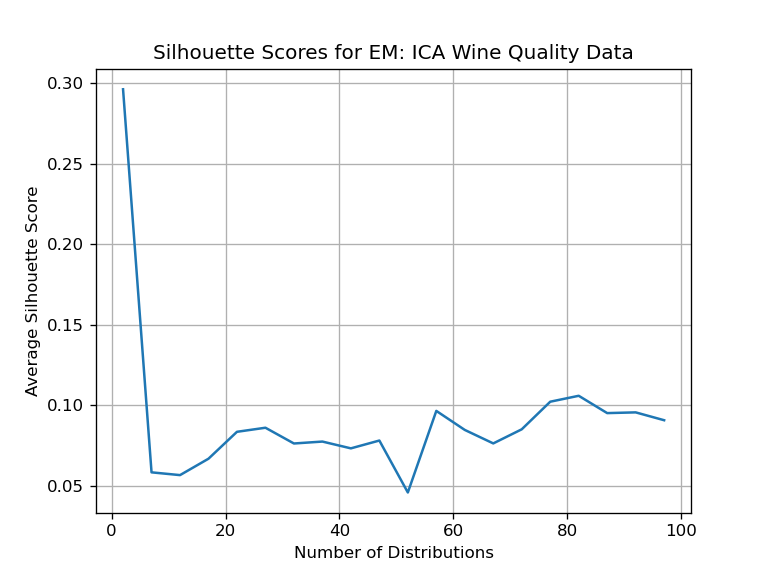 Silhouette Scores for EM: ICA Wine Quality Data
0.30
0.25
0.20
0.15
0.10
0.05
Average Silhouette Score
0 20 40 60 80 100
Number of Distributions